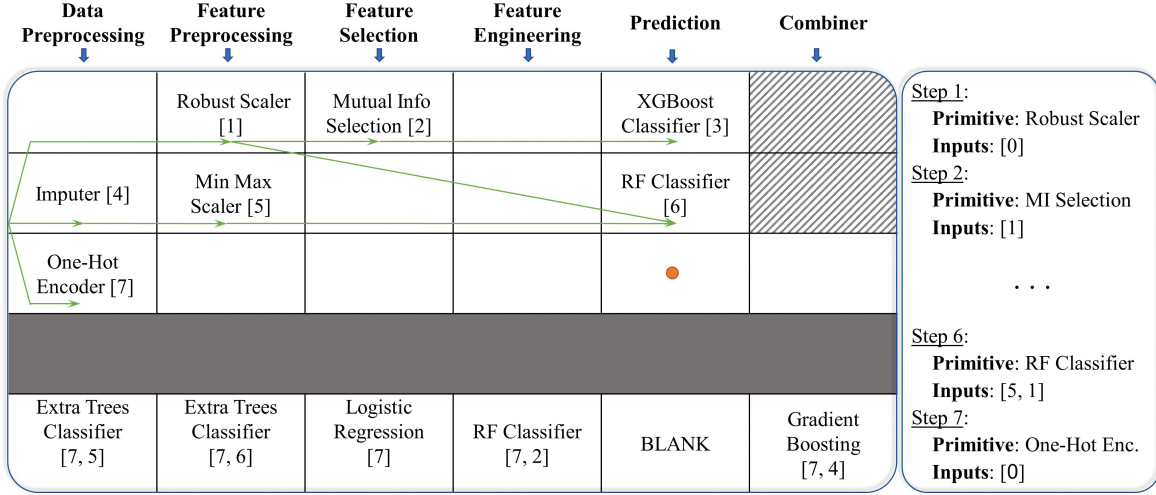 Data
Preprocessing
Feature
Preprocessing
Feature
Selection
Feature
Engineering
Prediction
Combiner
Robust Scaler
[1]
Mutual Info
Selection [2]
XGBoost
Classifier [3]
Imputer [4]
Min Max
Scaler [5]
RF Classifier
[6]
One-Hot
Encoder [7]
Extra Trees
Classifier
[7, 5]
Extra Trees
Classifier
[7, 6]
Logistic
Regression
[7]
RF Classifier
[7, 2]
BLANK
Gradient
Boosting
[7, 4]
Step 1:
Primitive: Robust Scaler
Inputs: [0]
Step 2:
Primitive: MI Selection
Inputs: [1]
. . .
Step 6:
Primitive: RF Classifier
Inputs: [5, 1]
Step 7:
Primitive: One-Hot Enc.
Inputs: [0]